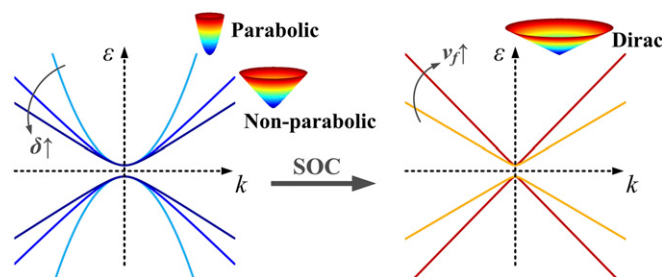 ε
Parabolic
Non-parabolic
δ↑
k
SOC
ε
Dirac
v_f↑
k